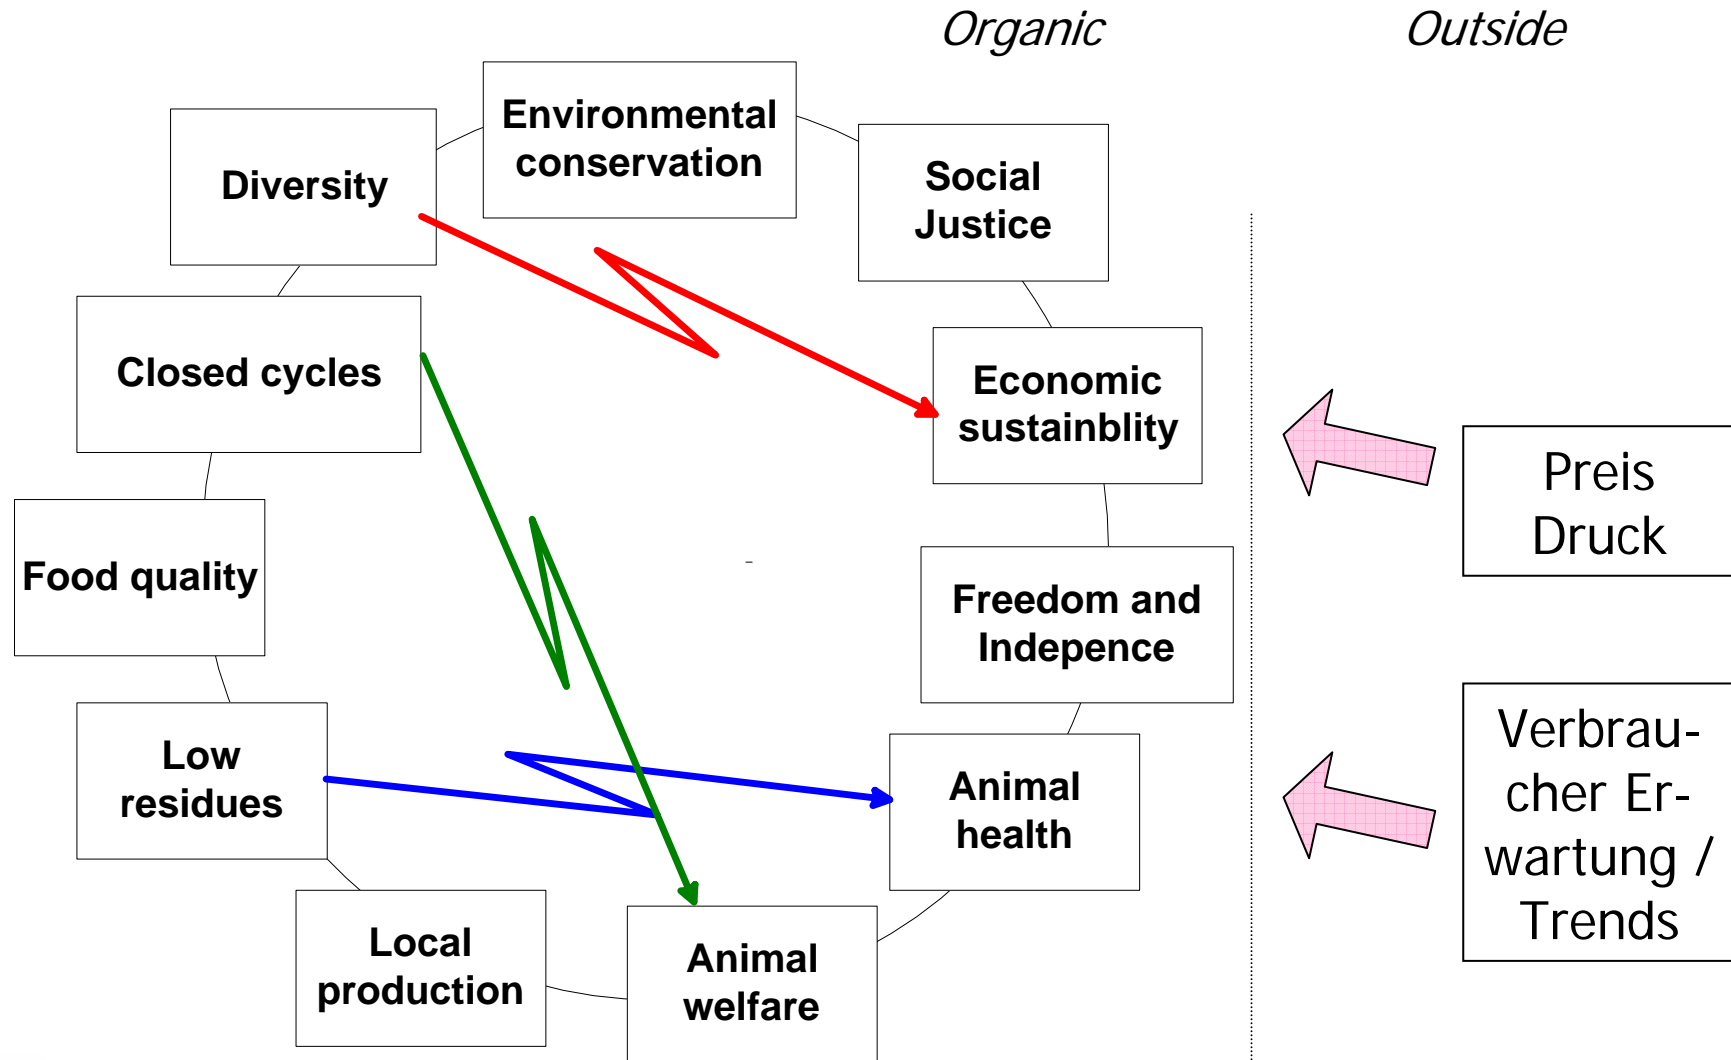 Organic
Outside
Environmental
conservation
Diversity
Social
Justice
Closed cycles
Economic
sustainblity
Preis
Druck
Food quality
Freedom and
Indepence
Low
residues
Animal
health
Verbrau-
cher Er-
wartung /
Trends
Local
production
Animal
welfare